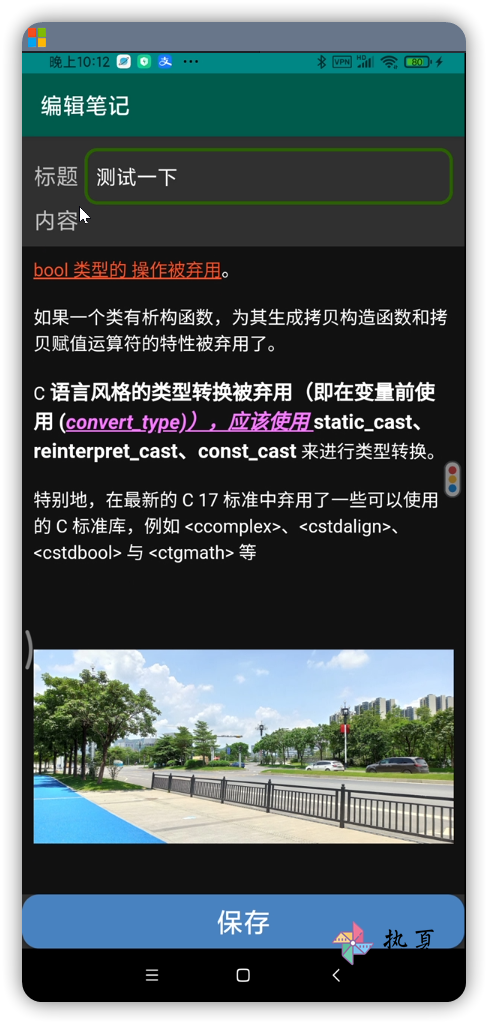 晚上10:12
VPN
HD
80
编辑笔记
标题 测试一下
内容
bool 类型的 操作被弃用。
如果一个类有析构函数，为其生成拷贝构造函数和拷
贝赋值运算符的特性被弃用了。
C 语言风格的类型转换被弃用（即在变量前使
用 (convert_type)），应该使用 static_cast、
reinterpret_cast、const_cast 来进行类型转换。
特别地，在最新的 C 17 标准中弃用了一些可以使用
的 C 标准库，例如 <ccomplex>、<cstdalign>、
<cstdbool> 与 <ctgmath> 等
保存
执页